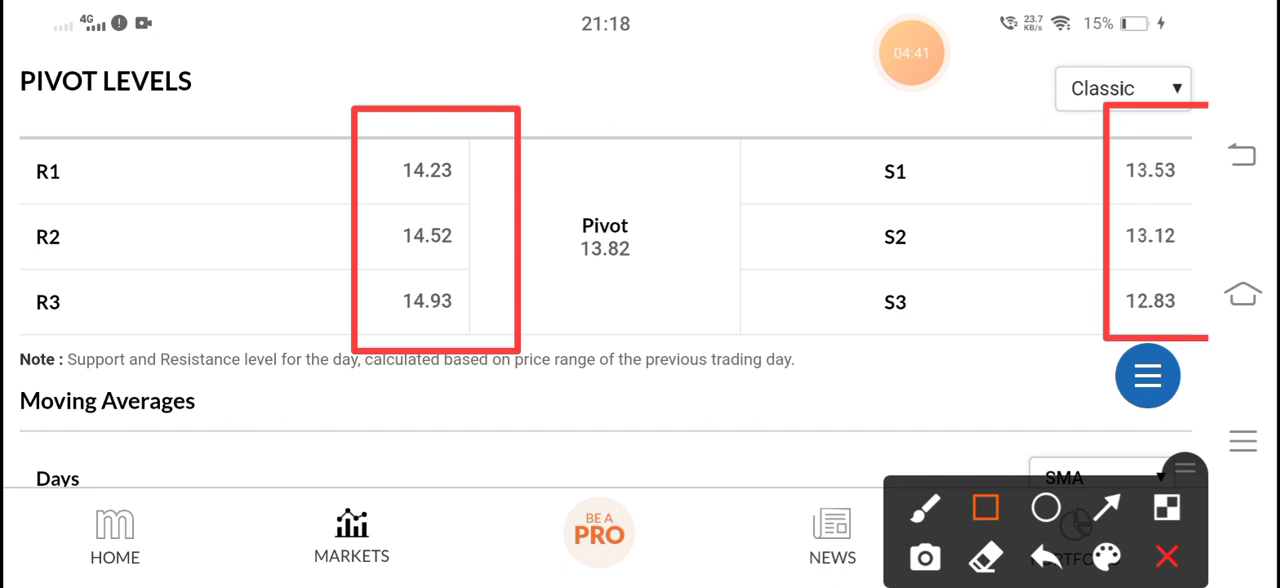 4G 21:18 23.7 KB/s 15%
04:41
PIVOT LEVELS
Classic
R1 14.23 S1 13.53
Pivot
R2 14.52 13.82 S2 13.12
R3 14.93 S3 12.83
Note : Support and Resistance level for the day, calculated based on price range of the previous trading day.
Moving Averages
Days SMA
BE A
PRO
HOME MARKETS NEWS